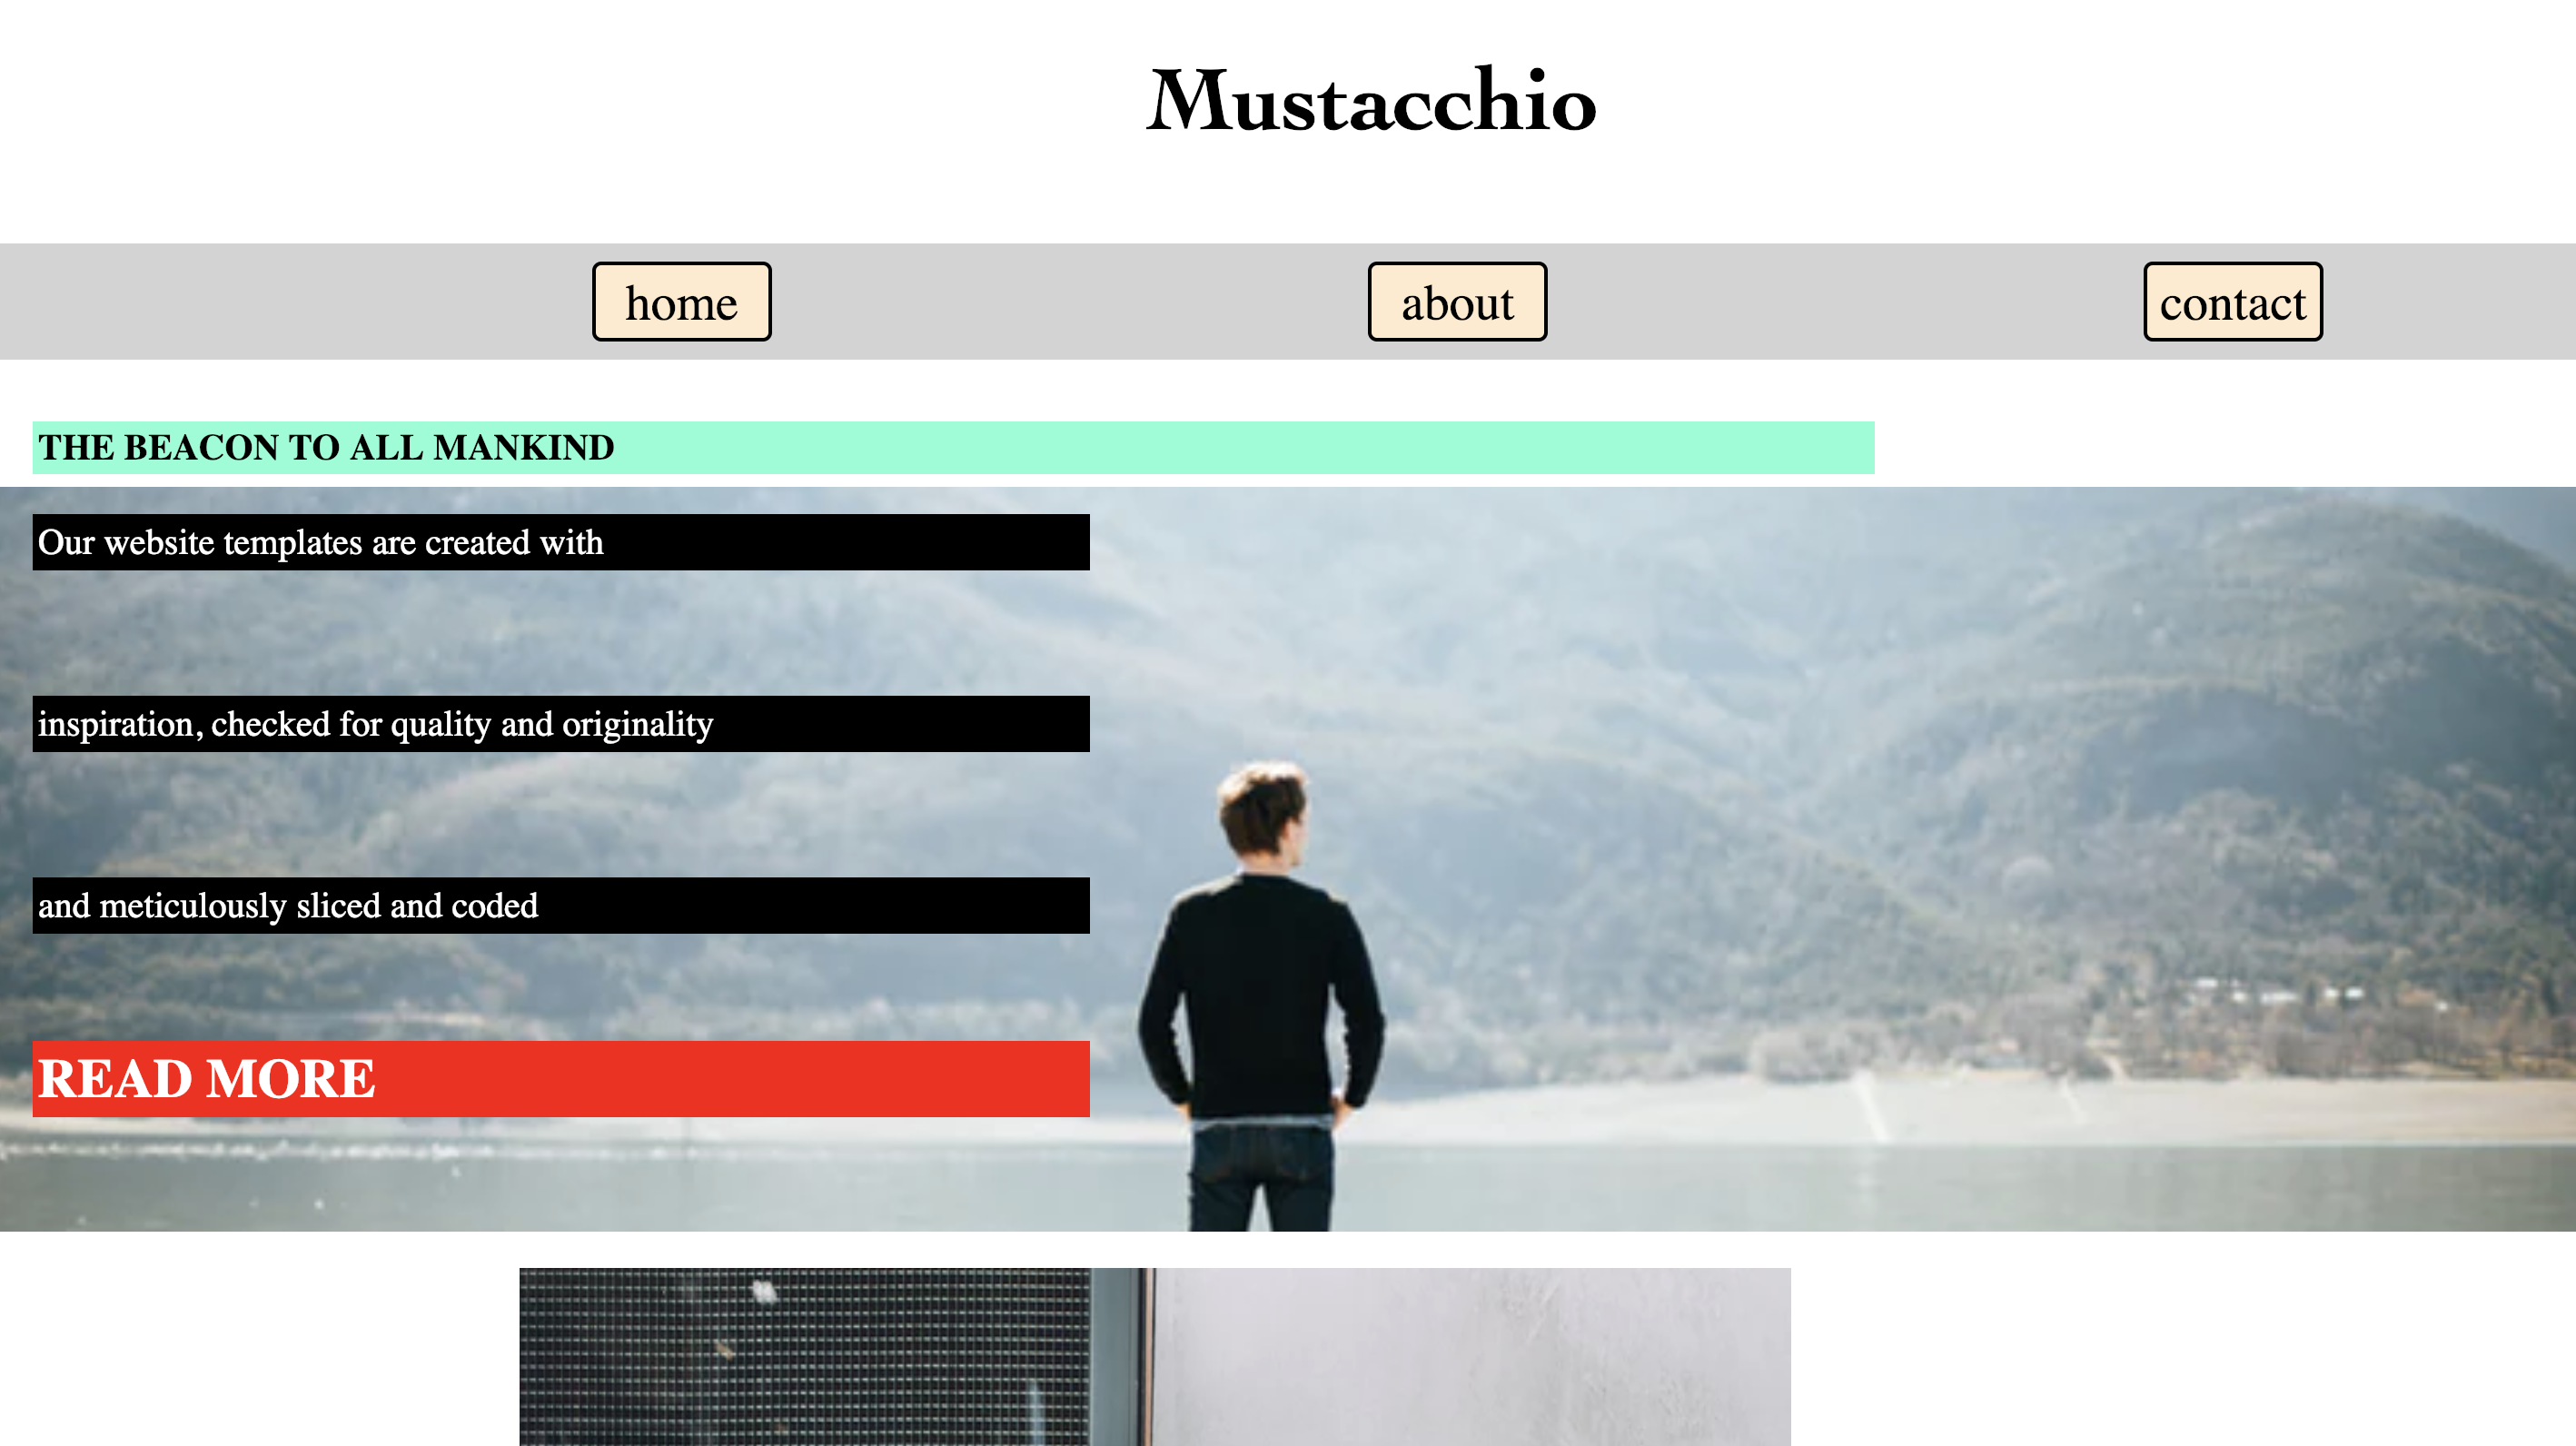 Mustacchio
home
about
contact
THE BEACON TO ALL MANKIND
Our website templates are created with
inspiration, checked for quality and originality
and meticulously sliced and coded
READ MORE